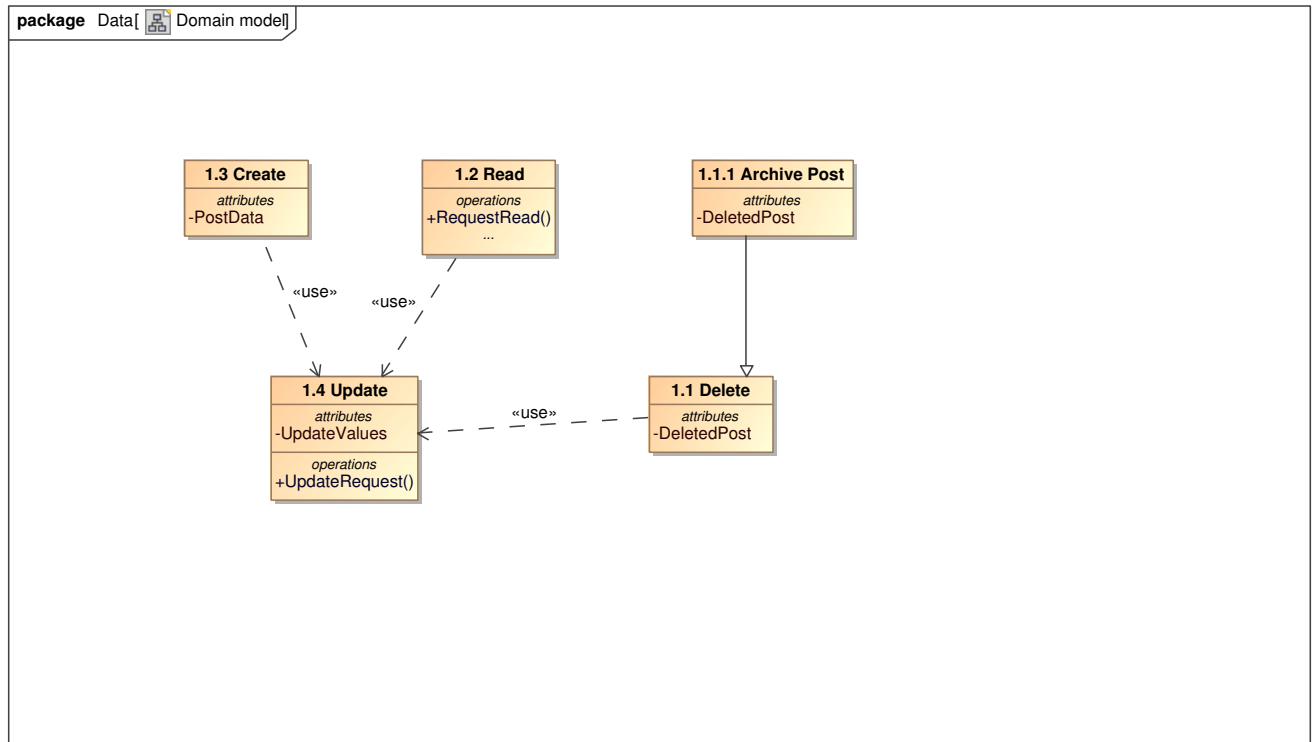 package Data[ Domain model]
1.3 Create
attributes
-PostData
1.2 Read
operations
+RequestRead()
...
1.1.1 Archive Post
attributes
-DeletedPost
«use»
«use»
1.4 Update
attributes
-UpdateValues
operations
+UpdateRequest()
«use»
1.1 Delete
attributes
-DeletedPost